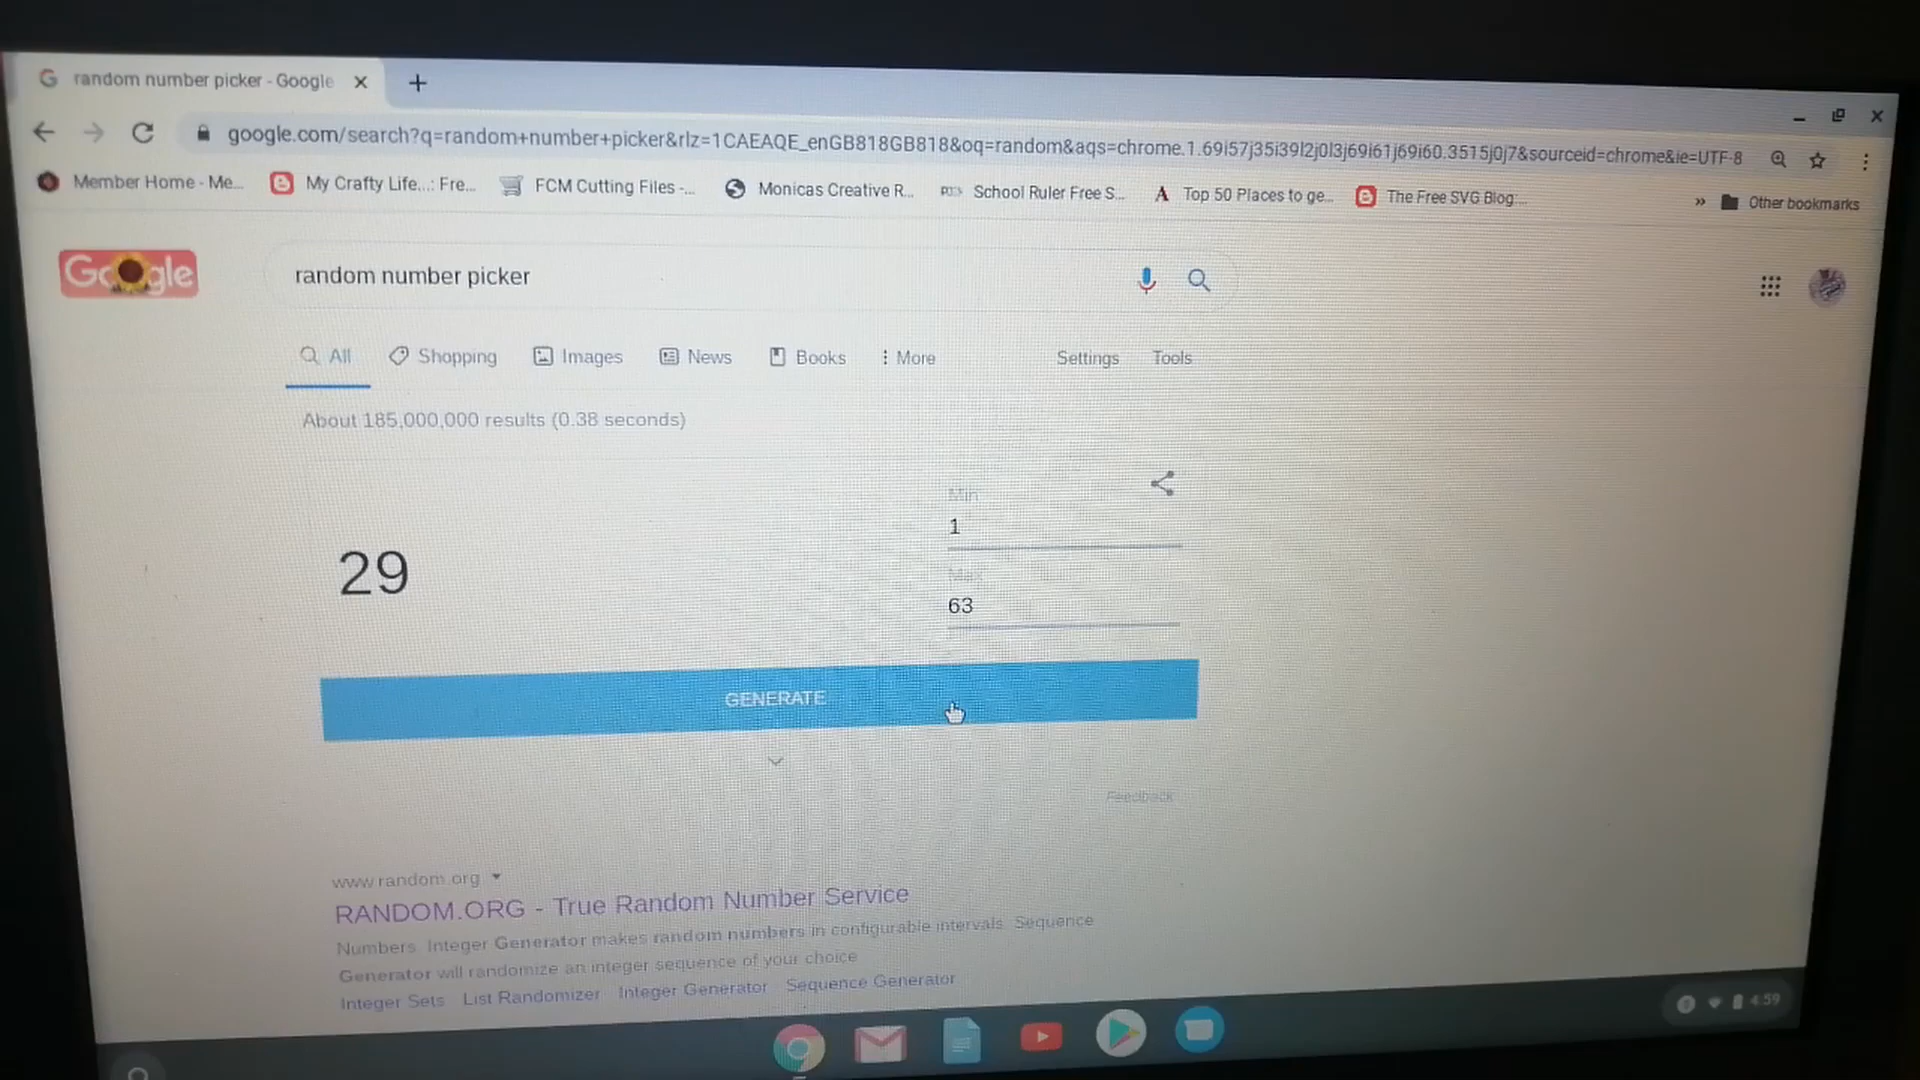 random number picker - Google
google.com/search?q=random+number+picker&rlz=1CAEAQE_enGB818GB818&oq=random&aqs=chrome.1.69i57j35i39l2j0l3j69i61j69i60.3515j0j7&sourceid=chrome&ie=UTF-8
Member Home - Me... My Crafty Life...: Fre... FCM Cutting Files -... Monicas Creative R... School Ruler Free S... Top 50 Places to ge... The Free SVG Blog:... » Other bookmarks
Google
random number picker
All Shopping Images News Books More Settings Tools
About 185,000,000 results (0.38 seconds)
Min
1
29
Max
63
GENERATE
Feedback
www.random.org
RANDOM.ORG - True Random Number Service
Numbers. Integer Generator makes random numbers in configurable intervals. Sequence
Generator will randomize an integer sequence of your choice
Integer Sets List Randomizer Integer Generator Sequence Generator
4:59